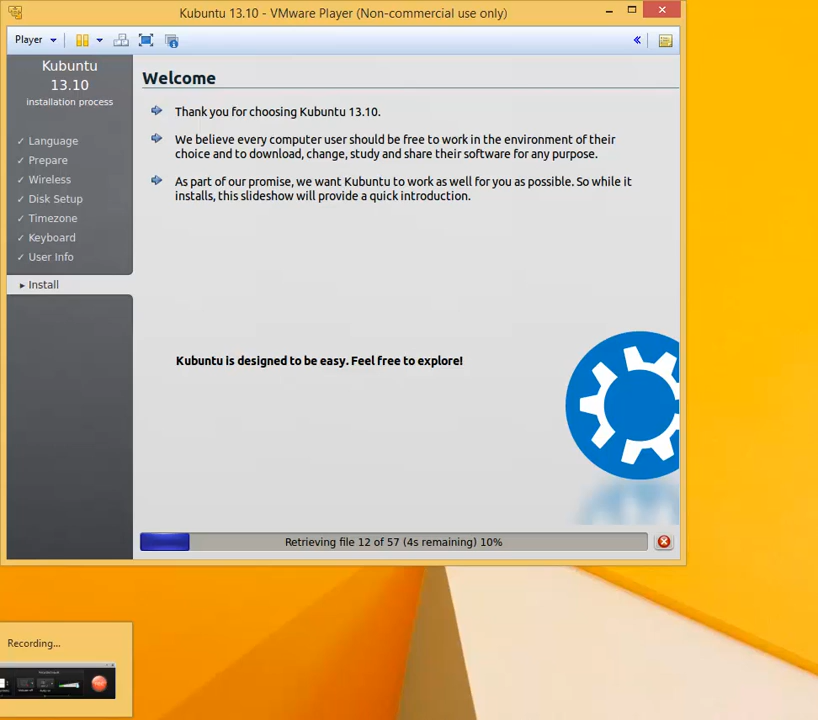 Kubuntu 13.10 - VMware Player (Non-commercial use only)
Player
Kubuntu
13.10
installation process
✓ Language
✓ Prepare
✓ Wireless
✓ Disk Setup
✓ Timezone
✓ Keyboard
✓ User Info
▸ Install
Welcome
Thank you for choosing Kubuntu 13.10.
We believe every computer user should be free to work in the environment of their
choice and to download, change, study and share their software for any purpose.
As part of our promise, we want Kubuntu to work as well for you as possible. So while it
installs, this slideshow will provide a quick introduction.
Kubuntu is designed to be easy. Feel free to explore!
Retrieving file 12 of 57 (4s remaining) 10%
Recording...